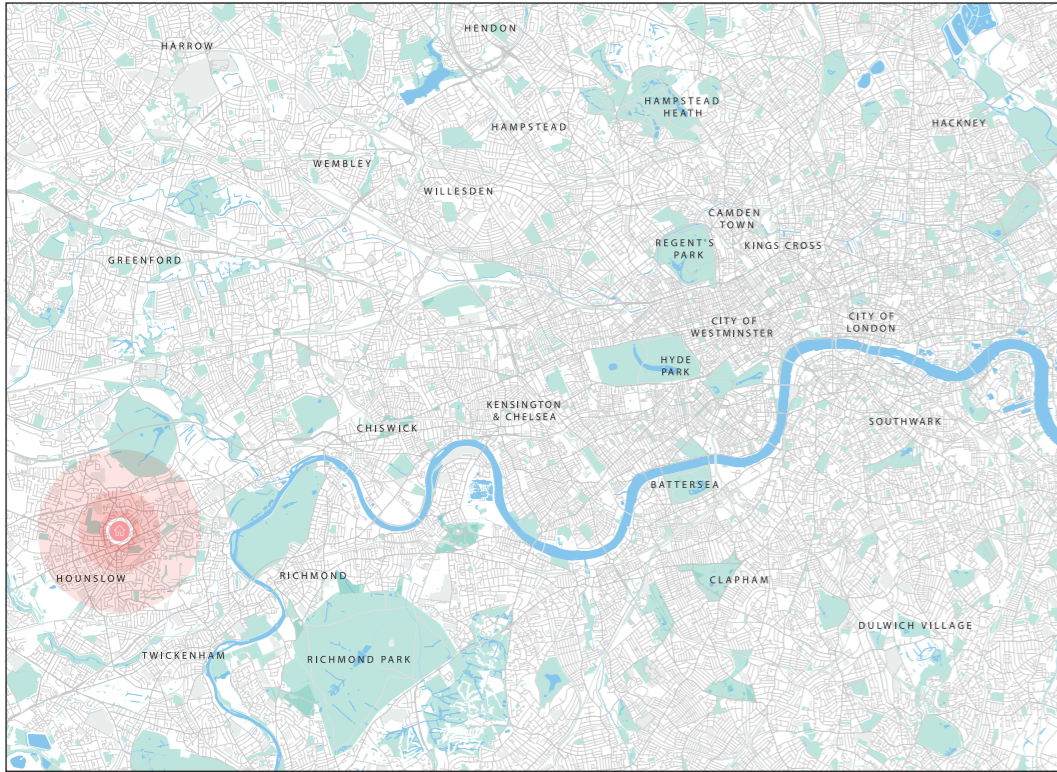 HENDON
HARROW
HAMPSTEAD
HEATH
HACKNEY
HAMPSTEAD
WEMBLEY
WILLESDEN
CAMDEN
TOWN
REGENT'S
PARK
KINGS CROSS
GREENFORD
CITY OF
WESTMINSTER
CITY OF
LONDON
HYDE
PARK
KENSINGTON
& CHELSEA
CHISWICK
SOUTHWARK
BATTERSEA
HOUNSLOW
RICHMOND
CLAPHAM
DULWICH VILLAGE
TWICKENHAM
RICHMOND PARK